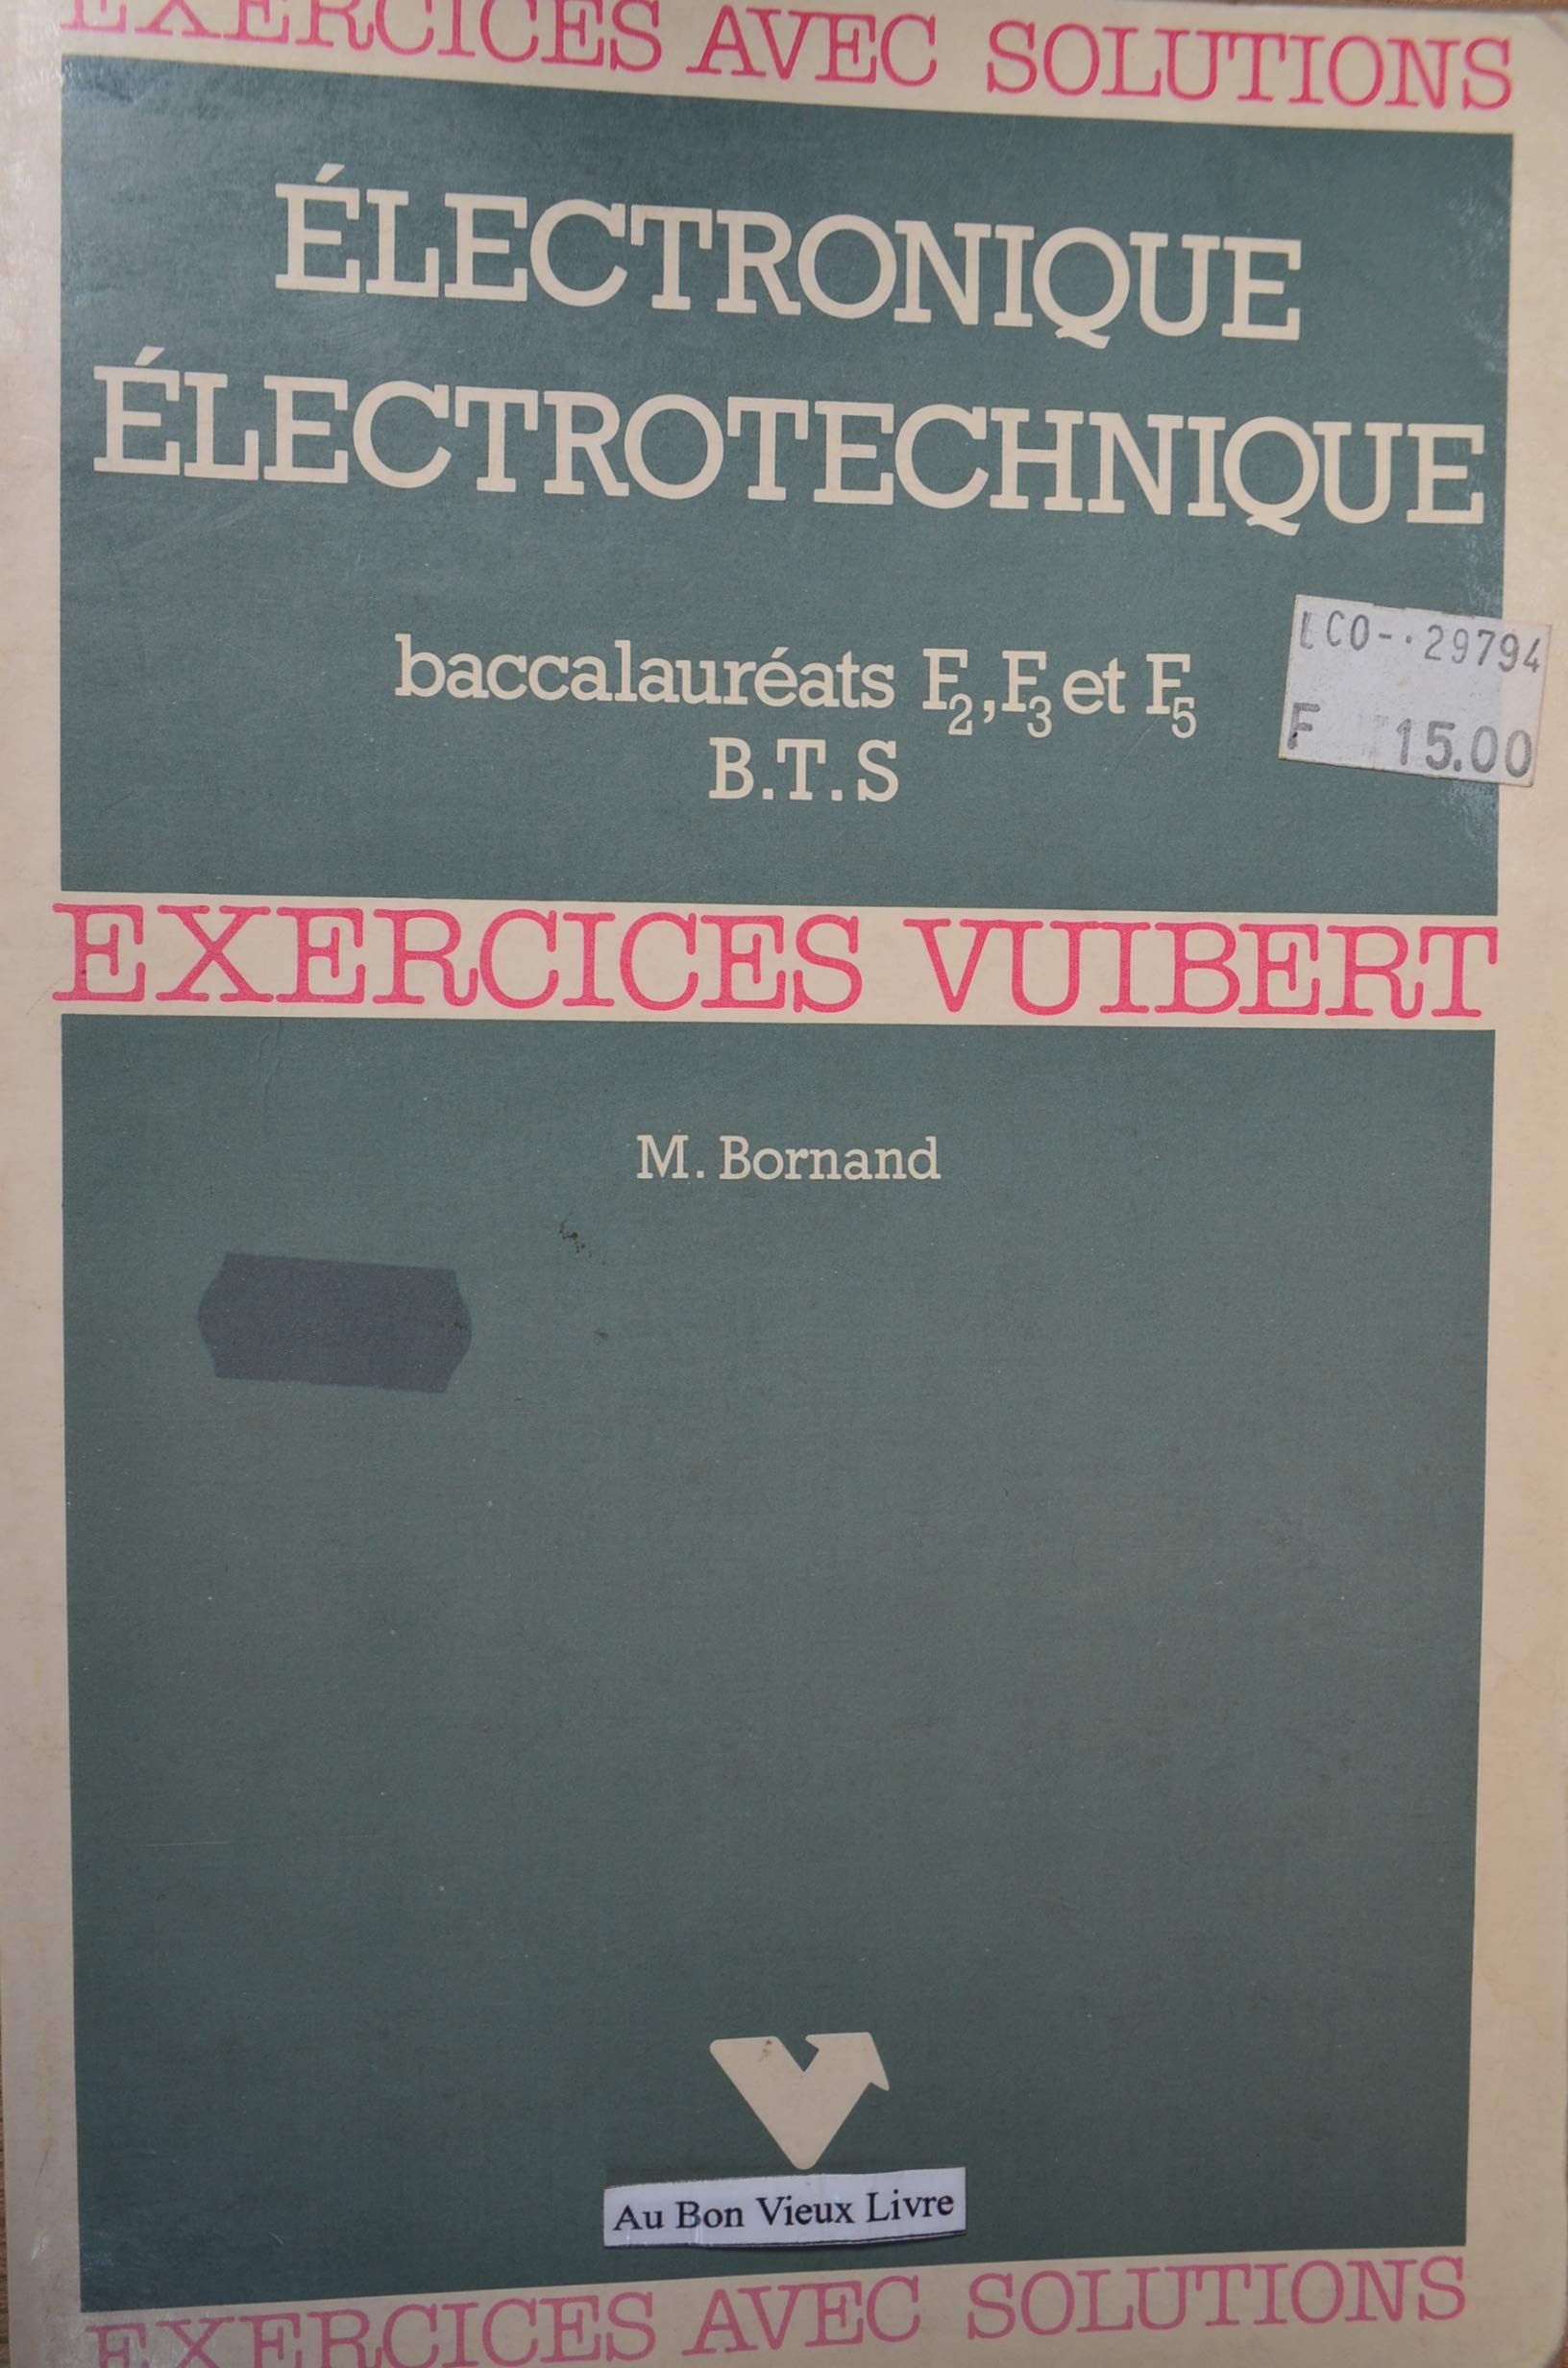 EXERCICES AVEC SOLUTIONS
ÉLECTRONIQUE
ÉLECTROTECHNIQUE
baccalauréats F2, F3 et F5
B.T.S
LCO-·29794
F 15.00
EXERCICES VUIBERT
M. Bornand
Au Bon Vieux Livre
EXERCICES AVEC SOLUTIONS